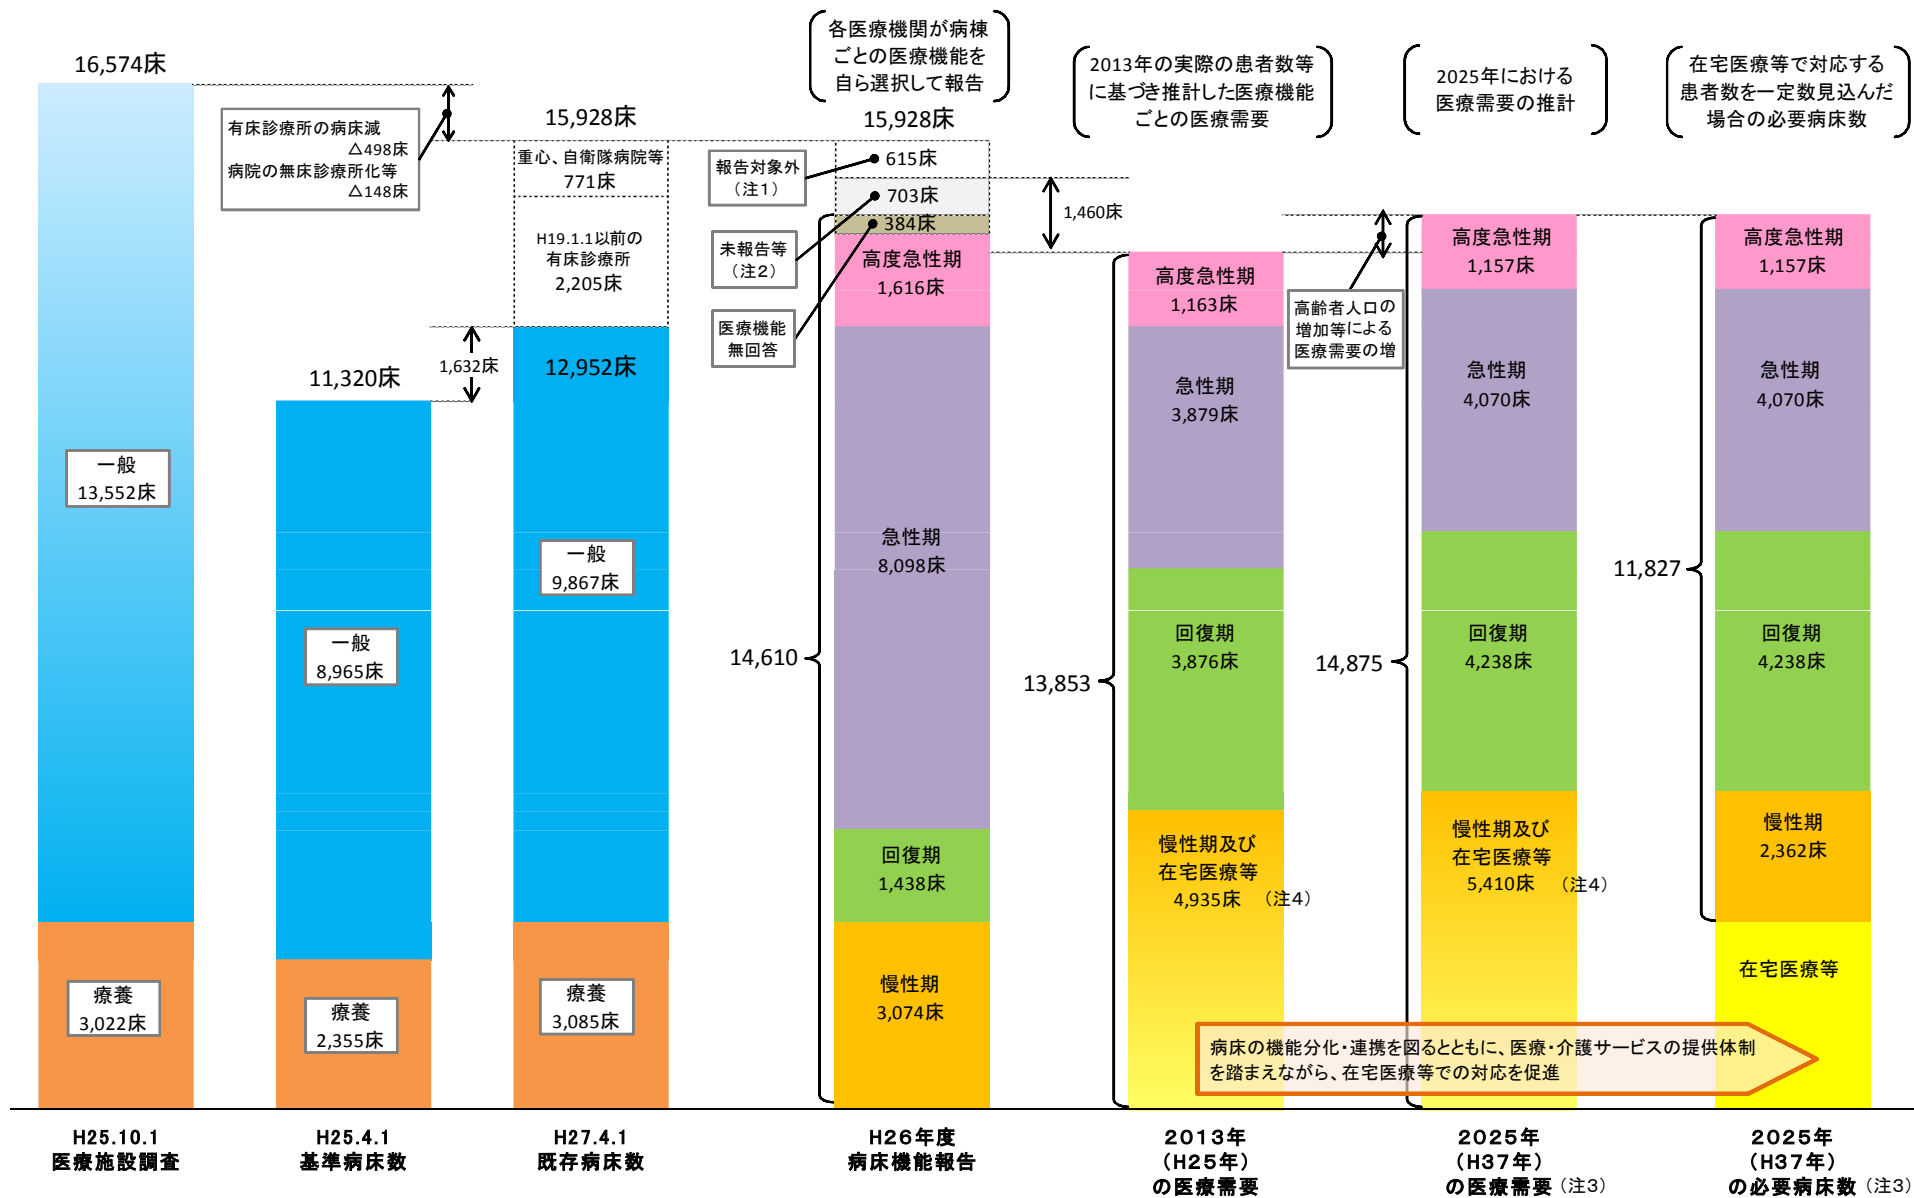 16,574床
有床診療所の病床減
△498床
病院の無床診療所化等
△148床
一般
13,552床
療養
3,022床
H25.10.1
医療施設調査
11,320床
一般
8,965床
療養
2,355床
H25.4.1
基準病床数
1,632床
15,928床
重心、自衛隊病院等
771床
H19.1.1以前の
有床診療所
2,205床
12,952床
一般
9,867床
療養
3,085床
H27.4.1
既存病床数
各医療機関が病棟
ごとの医療機能を
自ら選択して報告
15,928床
報告対象外
（注１）
615床
未報告等
（注２）
703床
医療機能
無回答
384床
高度急性期
1,616床
急性期
8,098床
回復期
1,438床
慢性期
3,074床
14,610
H26年度
病床機能報告
1,460床
2013年の実際の患者数等
に基づき推計した医療機能
ごとの医療需要
高度急性期
1,163床
急性期
3,879床
回復期
3,876床
慢性期及び
在宅医療等
4,935床 （注４）
13,853
2013年
（H25年）
の医療需要
高齢者人口の
増加等による
医療需要の増
2025年における
医療需要の推計
高度急性期
1,157床
急性期
4,070床
回復期
4,238床
慢性期及び
在宅医療等
5,410床 （注４）
14,875
2025年
（H37年）
の医療需要（注３）
在宅医療等で対応する
患者数を一定数見込んだ
場合の必要病床数
高度急性期
1,157床
急性期
4,070床
回復期
4,238床
慢性期
2,362床
在宅医療等
11,827
2025年
（H37年）
の必要病床数（注３）
病床の機能分化・連携を図るとともに、医療・介護サービスの提供体制
を踏まえながら、在宅医療等での対応を促進